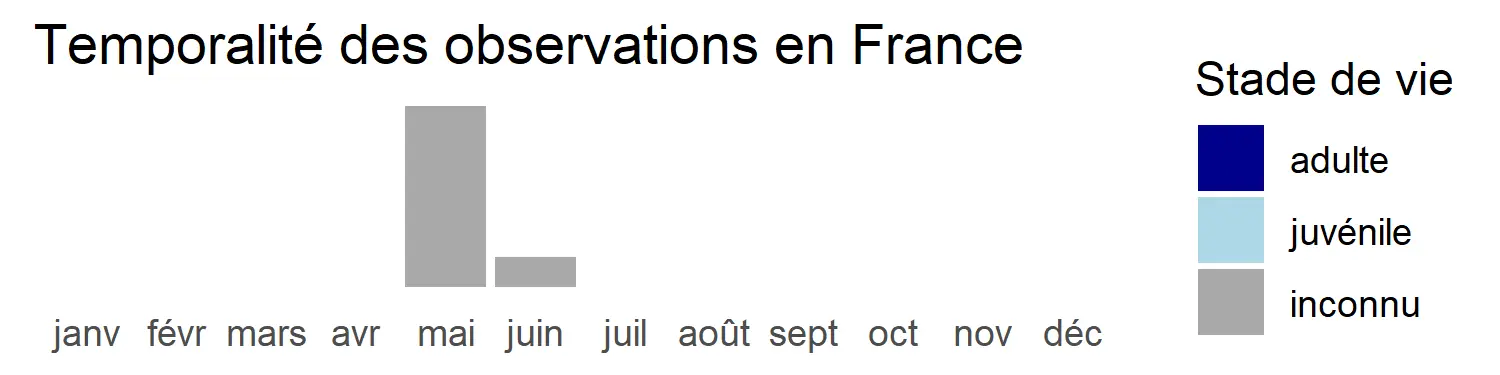 Temporalité des observations en France
janv févr mars avr mai juin juil août sept oct nov déc
Stade de vie
adulte
juvénile
inconnu